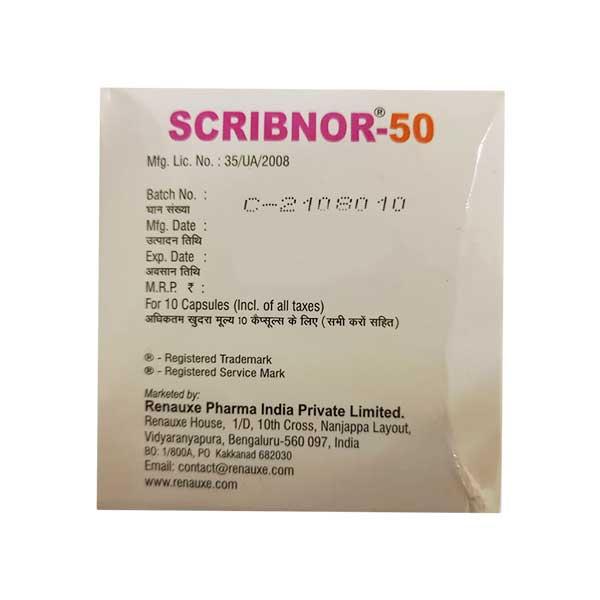 SCRIBNOR®-50
Mfg. Lic. No. : 35/UA/2008
Batch No. : C-2108010
घान संख्या
Mfg. Date :
उत्पादन तिथि
Exp. Date :
अवसान तिथि
M.R.P. ₹ :
For 10 Capsules (Incl. of all taxes)
अधिकतम खुदरा मूल्य 10 कैप्सूल्स के लिए (सभी करों सहित)
® - Registered Trademark
® - Registered Service Mark
Marketed by:
Renauxe Pharma India Private Limited.
Renauxe House, 1/D, 10th Cross, Nanjappa Layout,
Vidyaranyapura, Bengaluru-560 097, India
BO: 1/800A, PO Kakkanad 682030
Email: contact@renauxe.com
www.renauxe.com